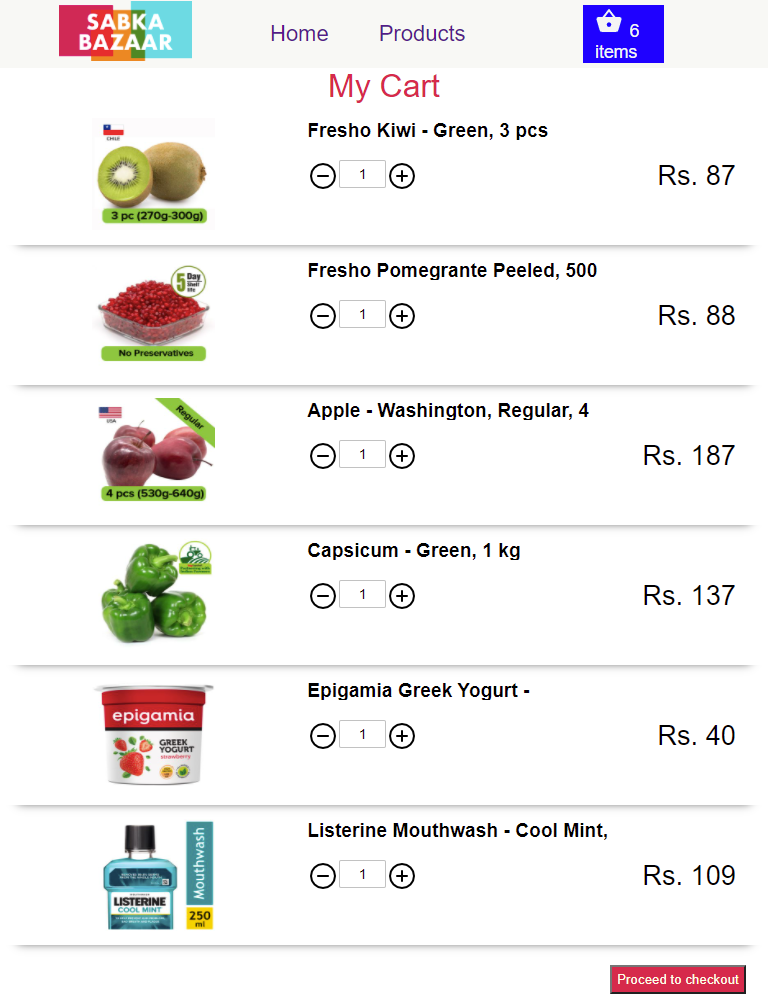 SABKA
BAZAAR
Home
Products
6
items
My Cart
CHILE
3 pc (270g-300g)
Fresho Kiwi - Green, 3 pcs
1
Rs. 87
5 Day
Shelf
life
No Preservatives
Fresho Pomegrante Peeled, 500
1
Rs. 88
USA
Regular
4 pcs (530g-640g)
Apple - Washington, Regular, 4
1
Rs. 187
Capsicum - Green, 1 kg
1
Rs. 137
epigamia
GREEK
YOGURT
strawberry
Epigamia Greek Yogurt -
1
Rs. 40
Mouthwash
LISTERINE
COOL MINT
250
ml
Listerine Mouthwash - Cool Mint,
1
Rs. 109
Proceed to checkout